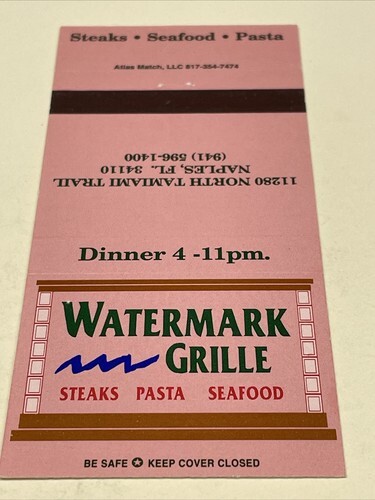 Steaks • Seafood • Pasta
Atlas Match, LLC 817-354-7474
11280 NORTH TAMIAMI TRAIL
NAPLES, FL. 34110
(941) 596-1400
Dinner 4 -11pm.
WATERMARK
GRILLE
STEAKS PASTA SEAFOOD
BE SAFE ✪ KEEP COVER CLOSED